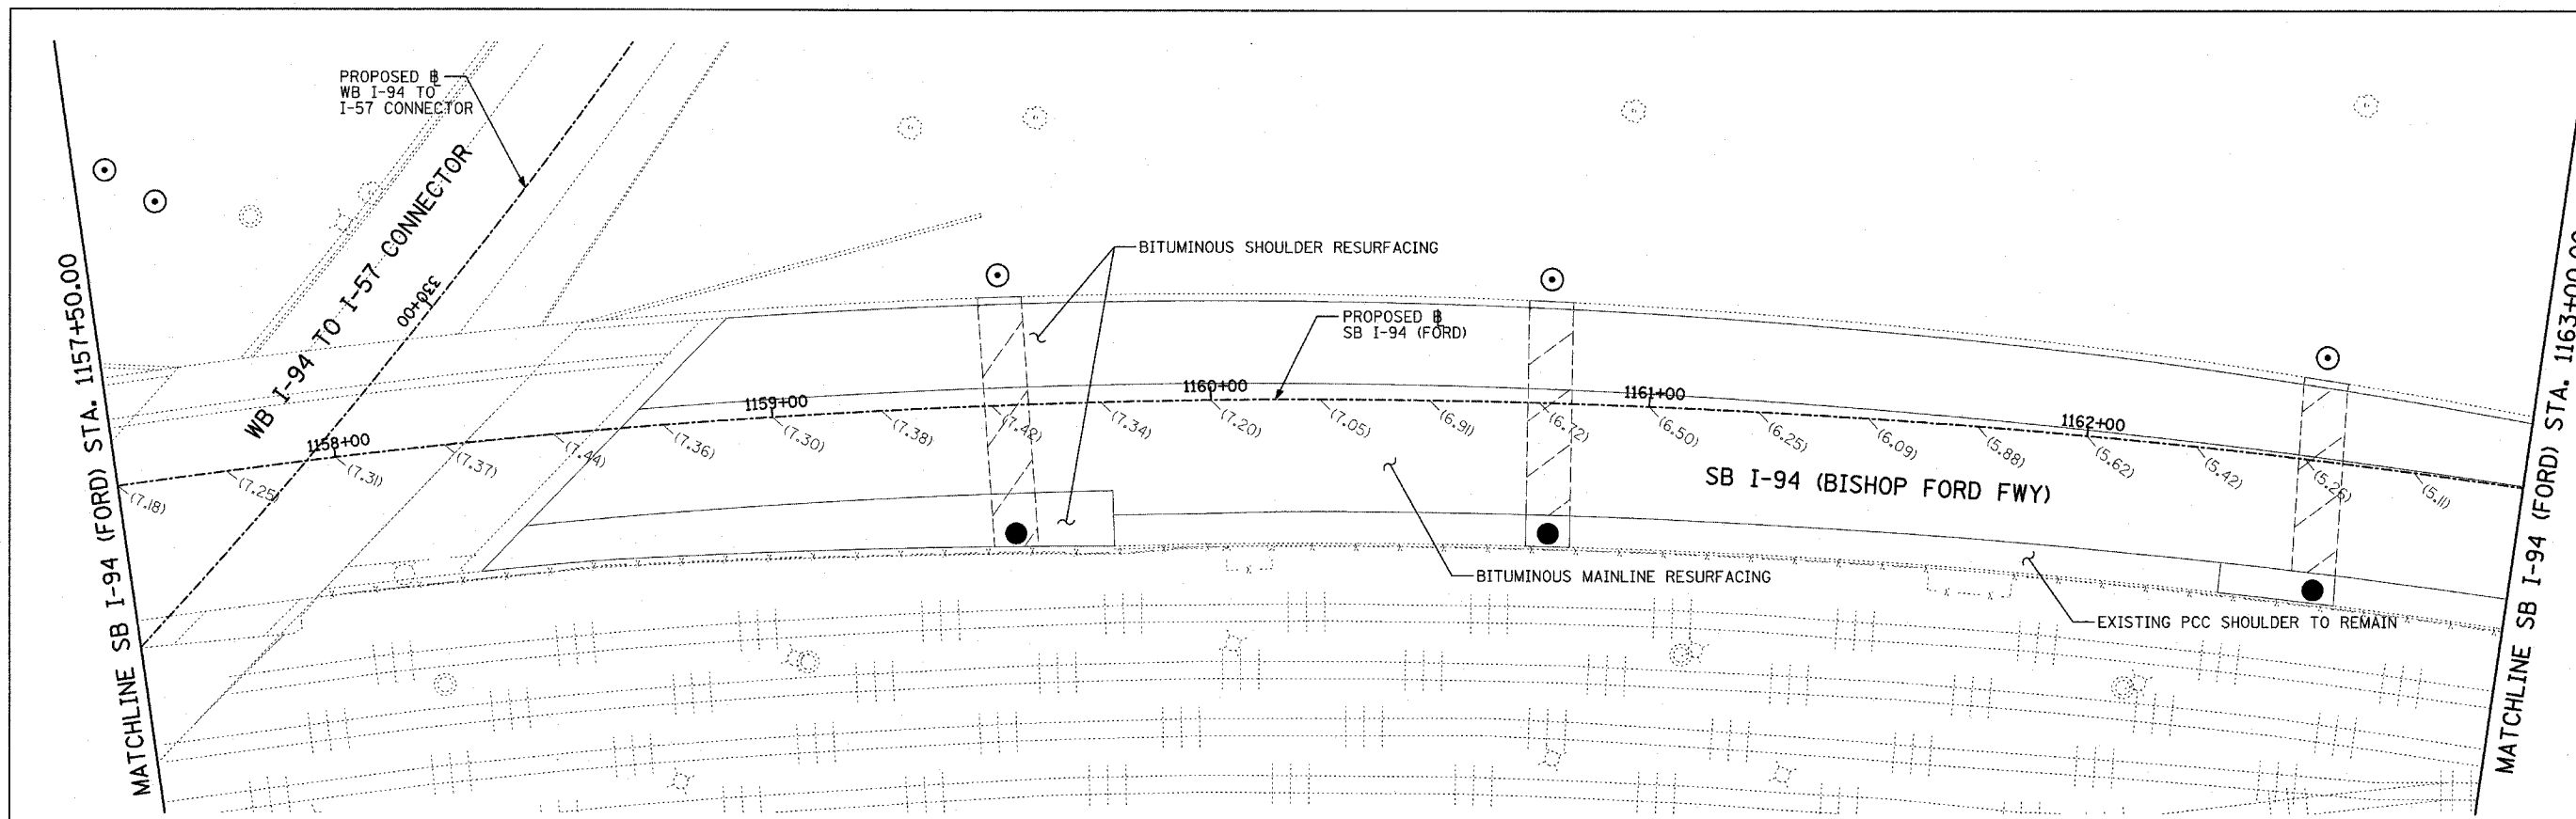 PROPOSED ℄
WB I-94 TO
I-57 CONNECTOR
WB I-94 TO I-57 CONNECTOR
330+00
MATCHLINE SB I-94 (FORD) STA. 1157+50.00
BITUMINOUS SHOULDER RESURFACING
PROPOSED ℄
SB I-94 (FORD)
1158+00
1159+00
1160+00
1161+00
1162+00
(7.18)
(7.25)
(7.31)
(7.37)
(7.44)
(7.36)
(7.30)
(7.38)
(7.42)
(7.34)
(7.20)
(7.05)
(6.91)
(6.72)
(6.50)
(6.25)
(6.09)
(5.88)
(5.62)
(5.42)
(5.26)
(5.11)
SB I-94 (BISHOP FORD FWY)
BITUMINOUS MAINLINE RESURFACING
EXISTING PCC SHOULDER TO REMAIN
MATCHLINE SB I-94 (FORD) STA. 1163+00.00